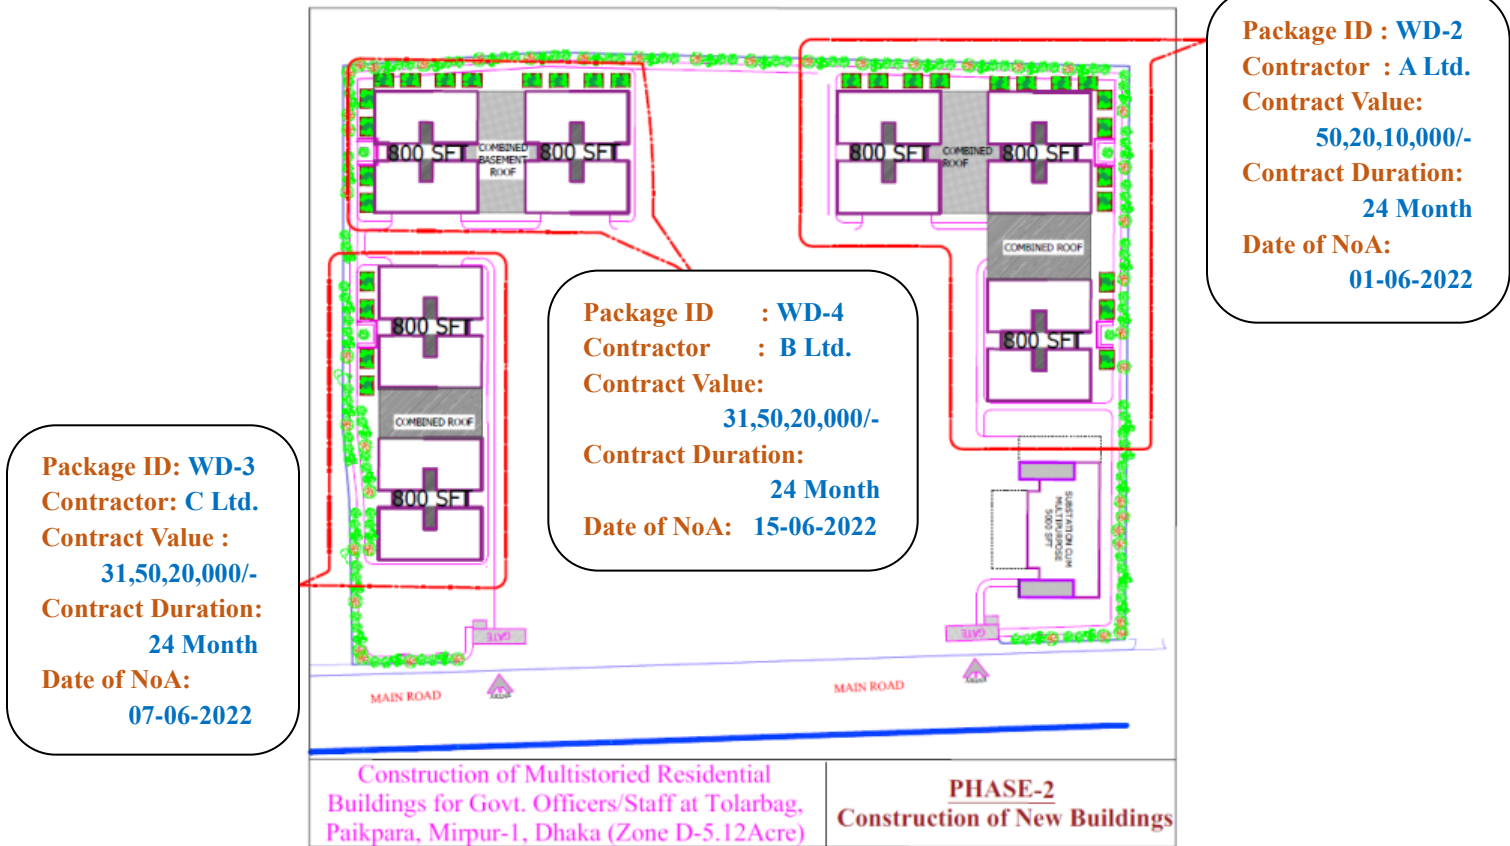 Package ID : WD-2
Contractor : A Ltd.
Contract Value:
50,20,10,000/-
Contract Duration:
24 Month
Date of NoA:
01-06-2022
800 SFT
COMBINED
BASEMENT
ROOF
800 SFT
800 SFT
COMBINED
ROOF
800 SFT
COMBINED ROOF
800 SFT
800 SFT
COMBINED ROOF
800 SFT
Package ID : WD-4
Contractor : B Ltd.
Contract Value:
31,50,20,000/-
Contract Duration:
24 Month
Date of NoA: 15-06-2022
Package ID: WD-3
Contractor: C Ltd.
Contract Value :
31,50,20,000/-
Contract Duration:
24 Month
Date of NoA:
07-06-2022
SUBSTATION CUM
MULTIPURPOSE
5000 SFT
GATE
GATE
MAIN ROAD
MAIN ROAD
Construction of Multistoried Residential
Buildings for Govt. Officers/Staff at Tolarbag,
Paikpara, Mirpur-1, Dhaka (Zone D-5.12Acre)
PHASE-2
Construction of New Buildings